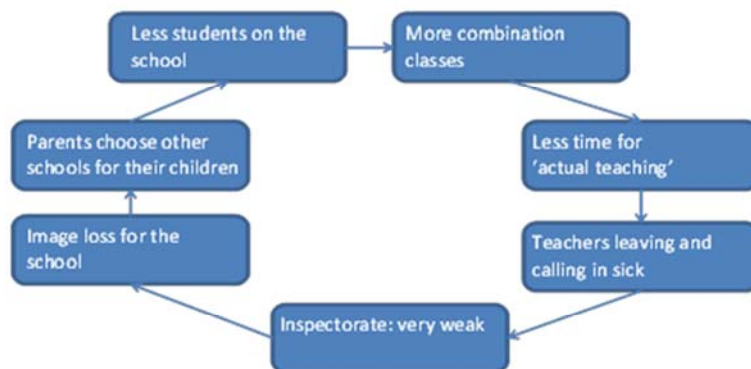 Less students on the
school
More combination
classes
Less time for
'actual teaching'
Teachers leaving and
calling in sick
Inspectorate: very weak
Image loss for the
school
Parents choose other
schools for their children